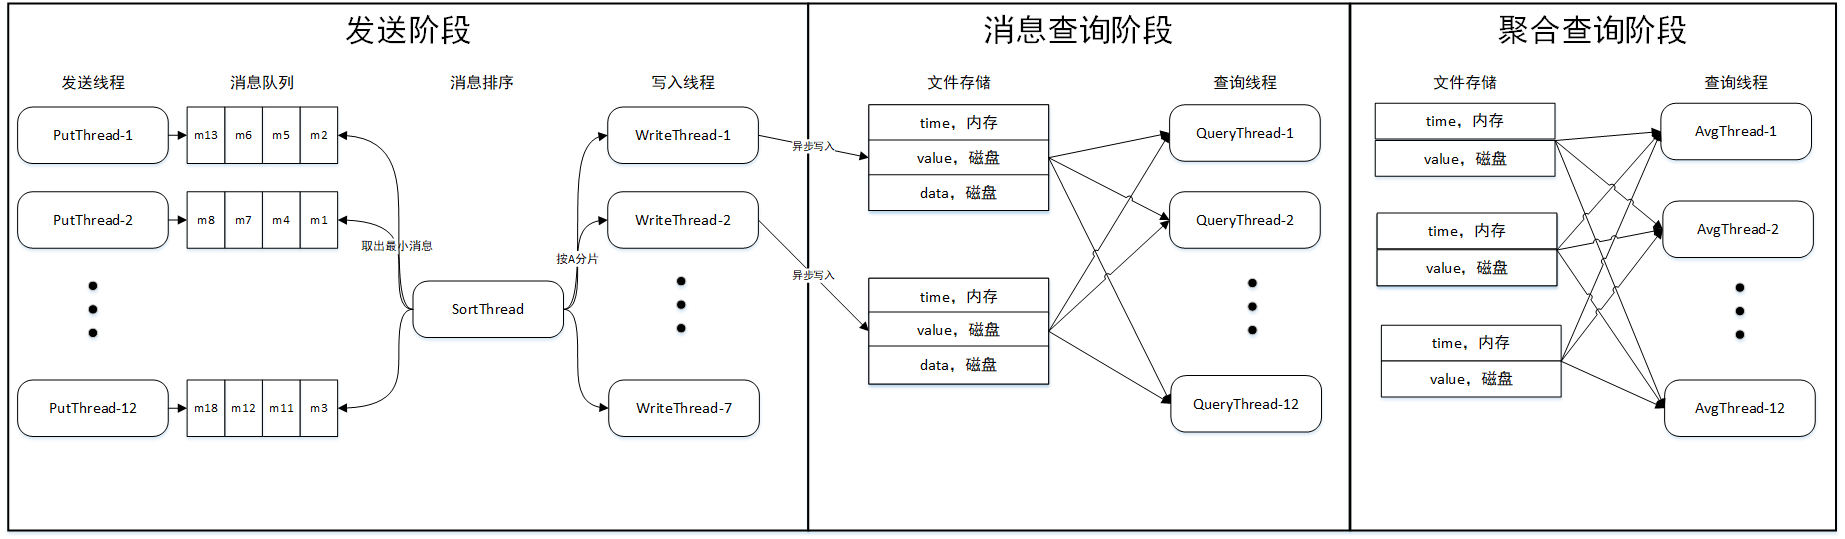 发送阶段
发送线程
消息队列
消息排序
写入线程
PutThread-1
m13 m6 m5 m2
WriteThread-1
PutThread-2
m8 m7 m4 m1
WriteThread-2
取出最小消息
按A分片
SortThread
PutThread-12
m18 m12 m11 m3
WriteThread-7
异步写入
异步写入
消息查询阶段
文件存储
查询线程
time，内存
value，磁盘
data，磁盘
QueryThread-1
QueryThread-2
time，内存
value，磁盘
data，磁盘
QueryThread-12
聚合查询阶段
文件存储
查询线程
time，内存
value，磁盘
AvgThread-1
time，内存
value，磁盘
AvgThread-2
time，内存
value，磁盘
AvgThread-12